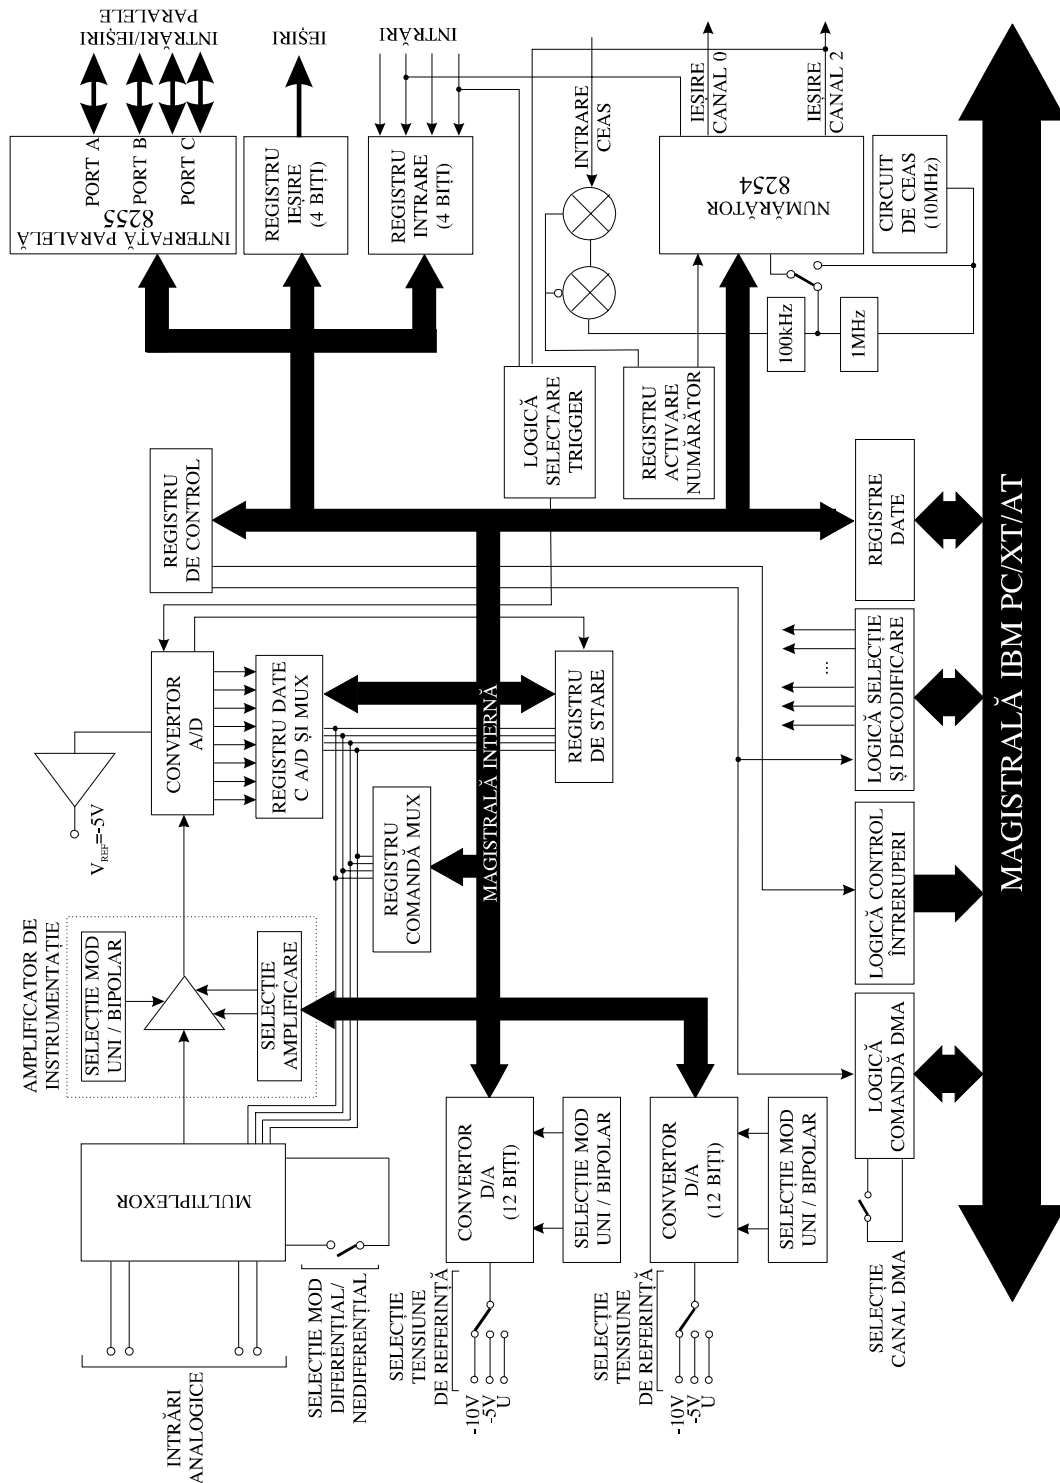 INTRĂRI/IEȘIRI
PARALELE
IEȘIRI
INTRĂRI
INTRARE
CEAS
IEȘIRE
CANAL 0
IEȘIRE
CANAL 2
PORT A
PORT B
PORT C
INTERFAȚĂ PARALELĂ
8255
REGISTRU
IEȘIRE
(4 BIȚI)
REGISTRU
INTRARE
(4 BIȚI)
NUMĂRĂTOR
8254
CIRCUIT
DE CEAS
(10MHz)
100kHz
1MHz
LOGICĂ
SELECTARE
TRIGGER
REGISTRU
ACTIVARE
NUMĂRĂTOR
REGISTRU
DE CONTROL
REGISTRE
DATE
CONVERTOR
A/D
REGISTRU DATE
C A/D ȘI MUX
MAGISTRALĂ INTERNĂ
REGISTRU
DE STARE
...
LOGICĂ SELECȚIE
ȘI DECODIFICARE
MAGISTRALĂ IBM PC/XT/AT
VREF=-5V
REGISTRU
COMANDĂ MUX
LOGICĂ CONTROL
ÎNTRERUPERI
AMPLIFICATOR DE
INSTRUMENTAȚIE
SELECȚIE MOD
UNI / BIPOLAR
SELECȚIE
AMPLIFICARE
LOGICĂ
COMANDĂ DMA
MULTIPLEXOR
CONVERTOR
D/A
(12 BIȚI)
SELECȚIE MOD
UNI / BIPOLAR
CONVERTOR
D/A
(12 BIȚI)
SELECȚIE MOD
UNI / BIPOLAR
INTRĂRI
ANALOGICE
SELECȚIE MOD
DIFERENȚIAL/
NEDIFERENȚIAL
SELECȚIE
TENSIUNE
DE REFERINȚĂ
-10V
-5V
U
SELECȚIE
TENSIUNE
DE REFERINȚĂ
-10V
-5V
U
SELECȚIE
CANAL DMA